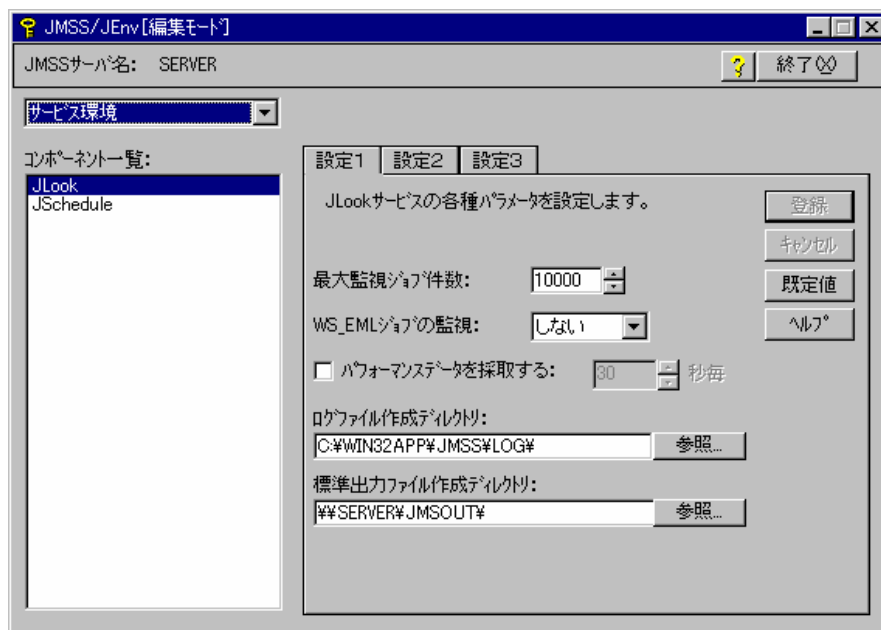 JMSS/JEnv[編集モード]
JMSSサーバ名: SERVER
? 終了(X)
サービス環境
コンポーネント一覧:
JLook
JSchedule
設定1 設定2 設定3
JLookサービスの各種パラメータを設定します。
登録
キャンセル
既定値
ヘルプ
最大監視ジョブ件数: 10000
WS_EMLジョブの監視: しない
パフォーマンスデータを採取する: 30 秒毎
ログファイル作成ディレクトリ:
C:¥WIN32APP¥JMSS¥LOG¥ 参照...
標準出力ファイル作成ディレクトリ:
¥¥SERVER¥JMSOUT¥ 参照...